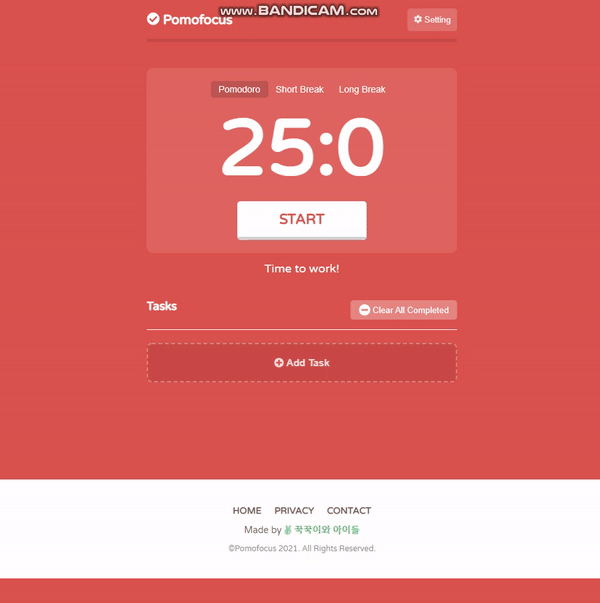 www.BANDICAM.com
Pomofocus
Setting
Pomodoro Short Break Long Break
25:0
START
Time to work!
Tasks
Clear All Completed
Add Task
HOME PRIVACY CONTACT
Made by 꾹꾹이와 아이들
©Pomofocus 2021. All Rights Reserved.